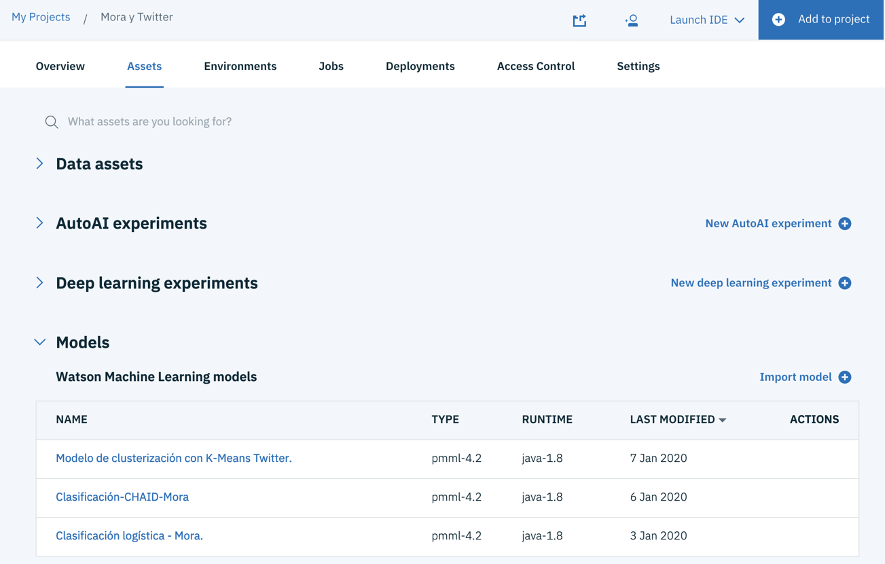 My Projects / Mora y Twitter Launch IDE Add to project
Overview Assets Environments Jobs Deployments Access Control Settings
What assets are you looking for?
Data assets
AutoAI experiments New AutoAI experiment
Deep learning experiments New deep learning experiment
Models
Watson Machine Learning models Import model
NAME TYPE RUNTIME LAST MODIFIED ACTIONS
Modelo de clusterización con K-Means Twitter. pmml-4.2 java-1.8 7 Jan 2020
Clasificación-CHAID-Mora pmml-4.2 java-1.8 6 Jan 2020
Clasificación logística - Mora. pmml-4.2 java-1.8 3 Jan 2020